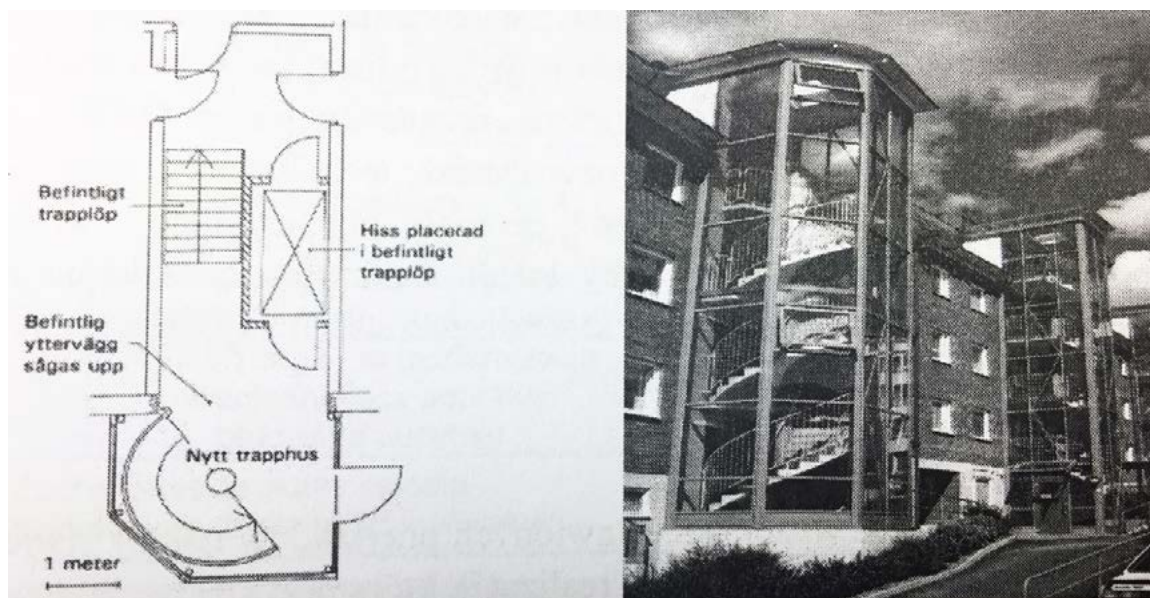 Befintligt
trapplöp
Hiss placerad
i befintligt
trapplöp
Befintlig
yttervägg
sågas upp
Nytt trapphus
1 meter